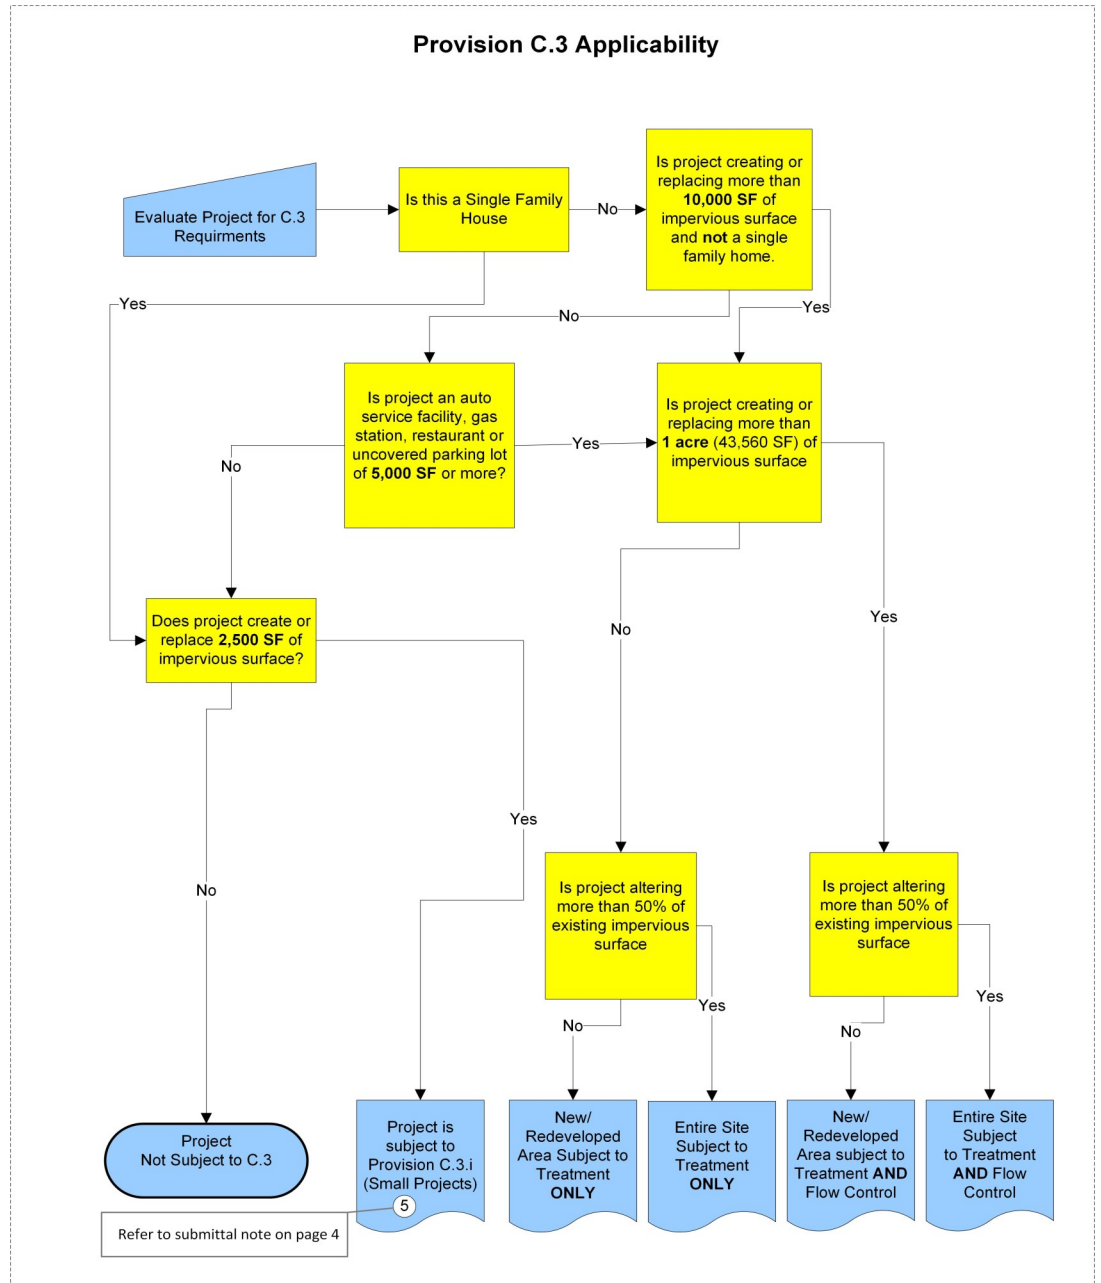 Provision C.3 Applicability
Evaluate Project for C.3
Requirments
Is this a Single Family
House
No
Is project creating or
replacing more than
10,000 SF of
impervious surface
and not a single
family home.
Yes
No
Yes
Is project an auto
service facility, gas
station, restaurant or
uncovered parking lot
of 5,000 SF or more?
Yes
Is project creating or
replacing more than
1 acre (43,560 SF) of
impervious surface
No
Does project create or
replace 2,500 SF of
impervious surface?
No
Yes
Yes
No
Is project altering
more than 50% of
existing impervious
surface
Is project altering
more than 50% of
existing impervious
surface
No
Yes
No
Yes
Project
Not Subject to C.3
Project is
subject to
Provision C.3.i
(Small Projects)
5
New/
Redeveloped
Area Subject to
Treatment
ONLY
Entire Site
Subject to
Treatment
ONLY
New/
Redeveloped
Area subject to
Treatment AND
Flow Control
Entire Site
Subject
to Treatment
AND Flow
Control
Refer to submittal note on page 4